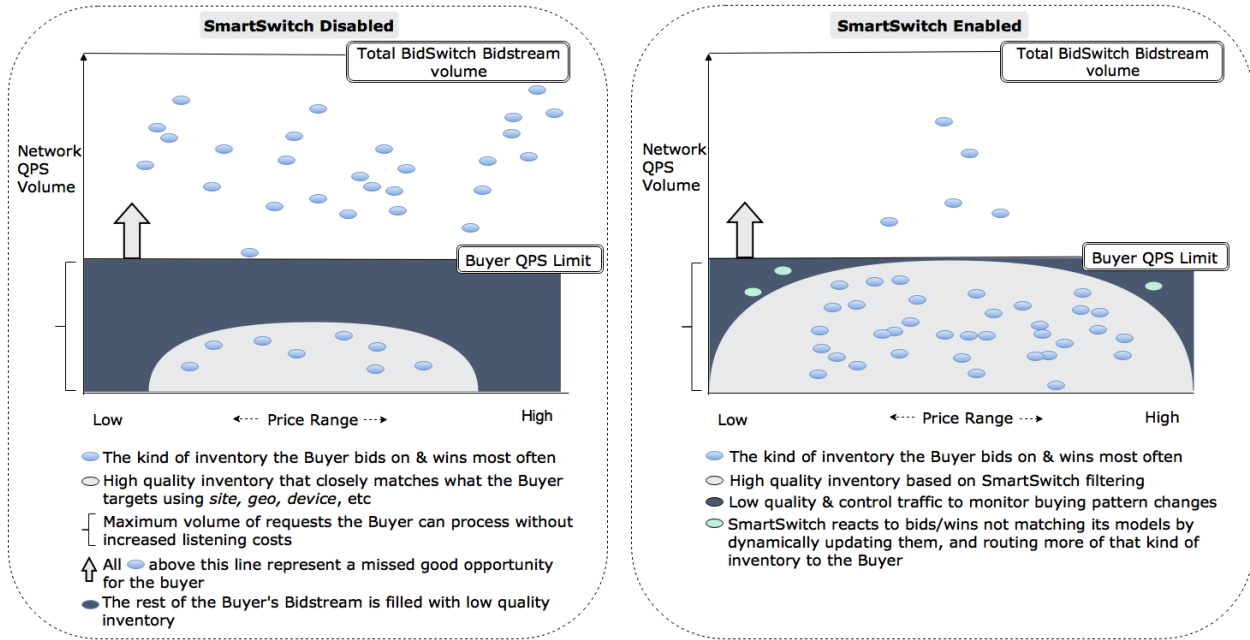 SmartSwitch Disabled
Total BidSwitch Bidstream
volume
Network
QPS
Volume
Buyer QPS Limit
Low
Price Range
High
The kind of inventory the Buyer bids on & wins most often
High quality inventory that closely matches what the Buyer
targets using site, geo, device, etc
Maximum volume of requests the Buyer can process without
increased listening costs
All above this line represent a missed good opportunity
for the buyer
The rest of the Buyer's Bidstream is filled with low quality
inventory
SmartSwitch Enabled
Total BidSwitch Bidstream
volume
Network
QPS
Volume
Buyer QPS Limit
Low
Price Range
High
The kind of inventory the Buyer bids on & wins most often
High quality inventory based on SmartSwitch filtering
Low quality & control traffic to monitor buying pattern changes
SmartSwitch reacts to bids/wins not matching its models by
dynamically updating them, and routing more of that kind of
inventory to the Buyer